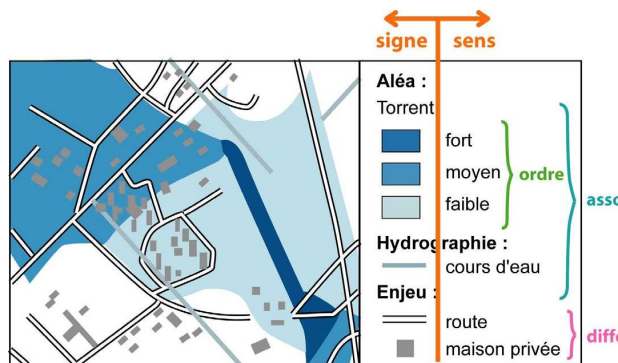 signe sens
Aléa :
Torrent
fort
moyen
ordre
faible
Hydrographie :
cours d'eau
Enjeu :
route
maison privée